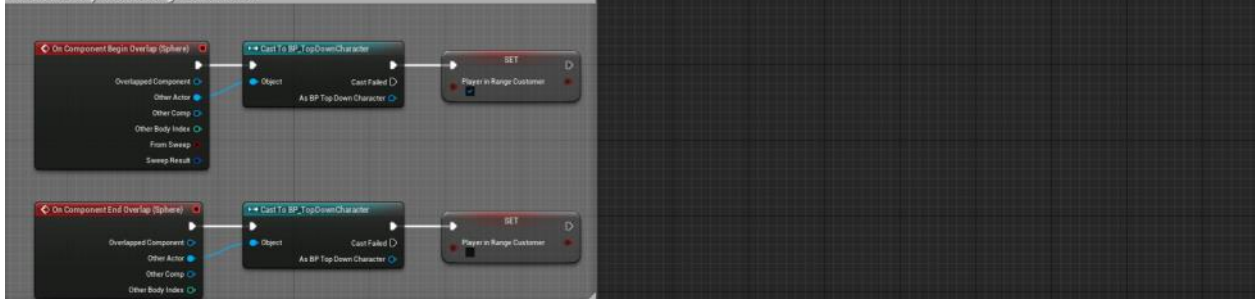 On Component Begin Overlap (Sphere)
Overlapped Component
Other Actor
Other Comp
Other Body Index
From Sweep
Sweep Result
Cast To BP_TopDownCharacter
Object
Cast Failed
As BP Top Down Character
SET
Player in Range Customer
On Component End Overlap (Sphere)
Overlapped Component
Other Actor
Other Comp
Other Body Index
Cast To BP_TopDownCharacter
Object
Cast Failed
As BP Top Down Character
SET
Player in Range Customer